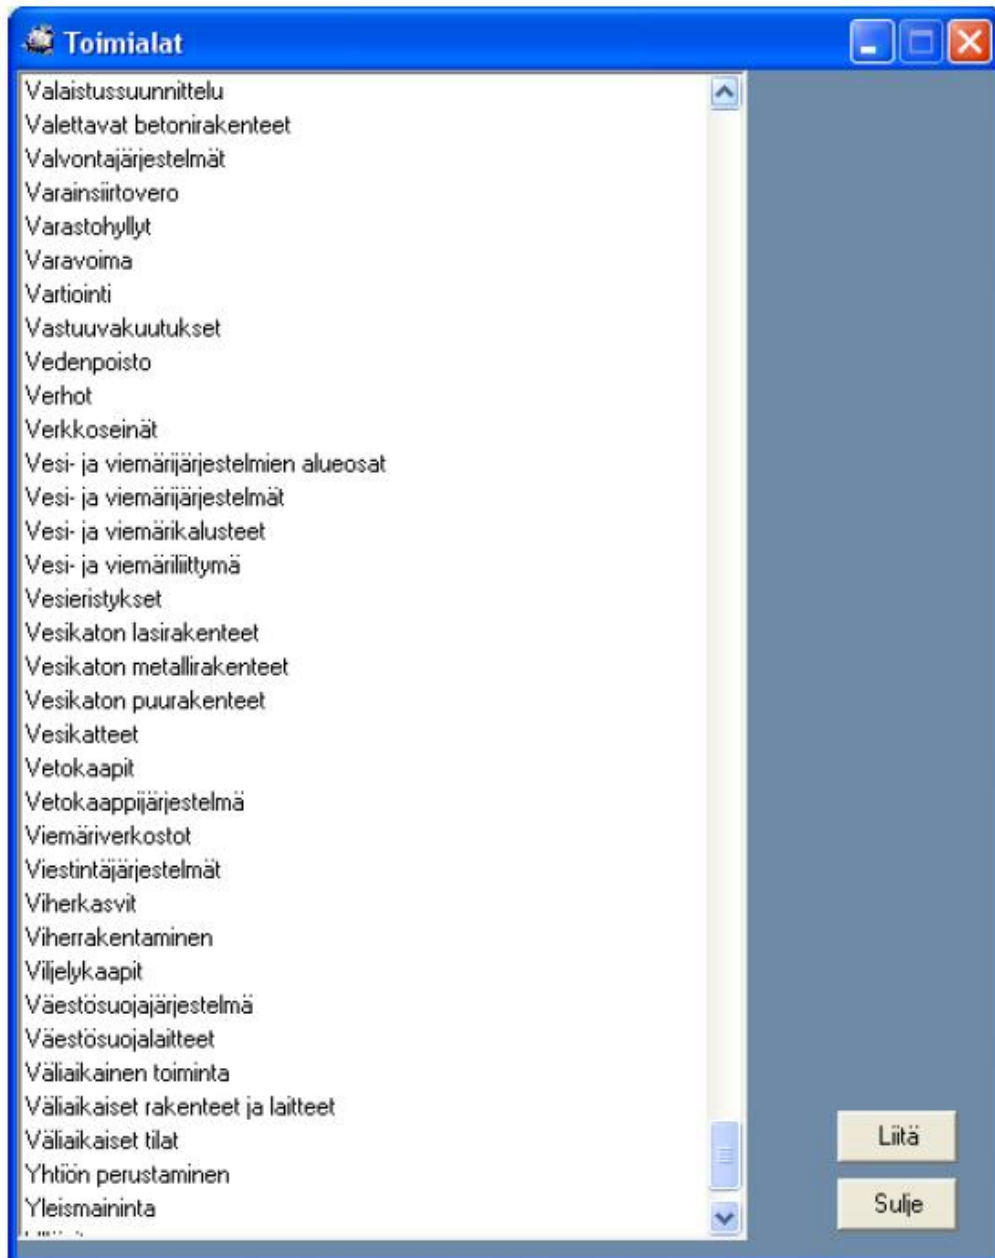 Toimialat
Valaistussuunnittelu
Valettavat betonirakenteet
Valvontajärjestelmät
Varainsiirtovero
Varastohyllyt
Varavoima
Vartiointi
Vastuuvakuutukset
Vedenpoisto
Verhot
Verkkoseinät
Vesi- ja viemärijärjestelmien alueosat
Vesi- ja viemärijärjestelmät
Vesi- ja viemärikalusteet
Vesi- ja viemäriliittymä
Vesieristykset
Vesikaton lasirakenteet
Vesikaton metallirakenteet
Vesikaton puurakenteet
Vesikatteet
Vetokaapit
Vetokaappijärjestelmä
Viemäriverkostot
Viestintäjärjestelmät
Viherkasvit
Viherrakentaminen
Viljelykaapit
Väestösuojajärjestelmä
Väestösuojalaitteet
Väliaikainen toiminta
Väliaikaiset rakenteet ja laitteet
Väliaikaiset tilat
Yhtiön perustaminen
Yleismaininta
Liitä
Sulje